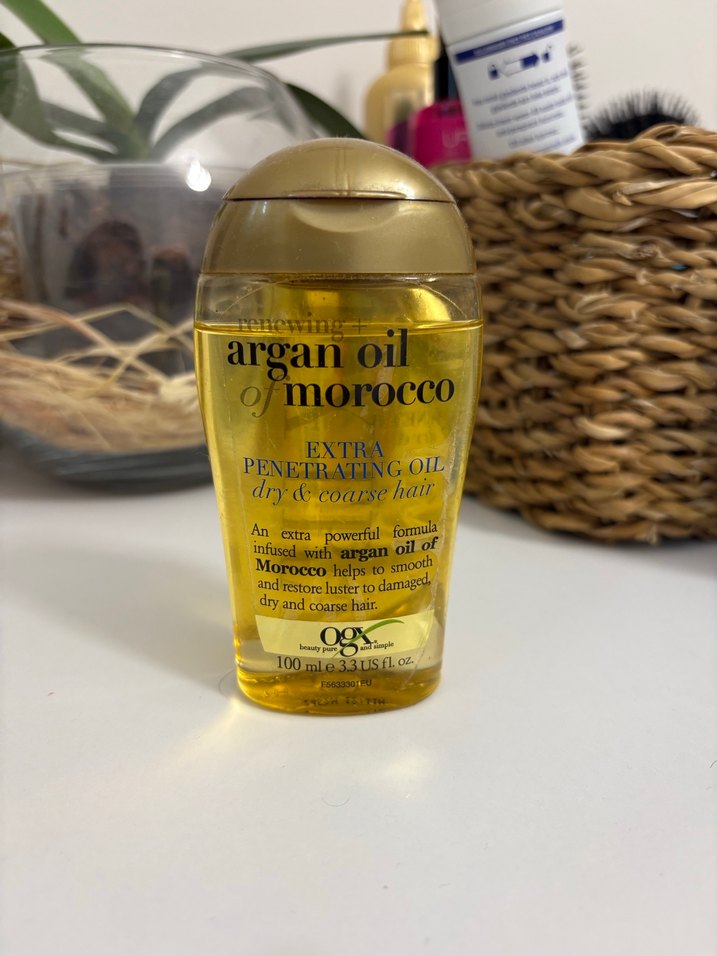 renewing +
argan oil
of morocco
EXTRA
PENETRATING OIL
dry & coarse hair
An extra powerful formula
infused with argan oil of
Morocco helps to smooth
and restore luster to damaged,
dry and coarse hair.
ogx®
beauty pure and simple
100 ml e 3.3 US fl. oz.
F5633301EU